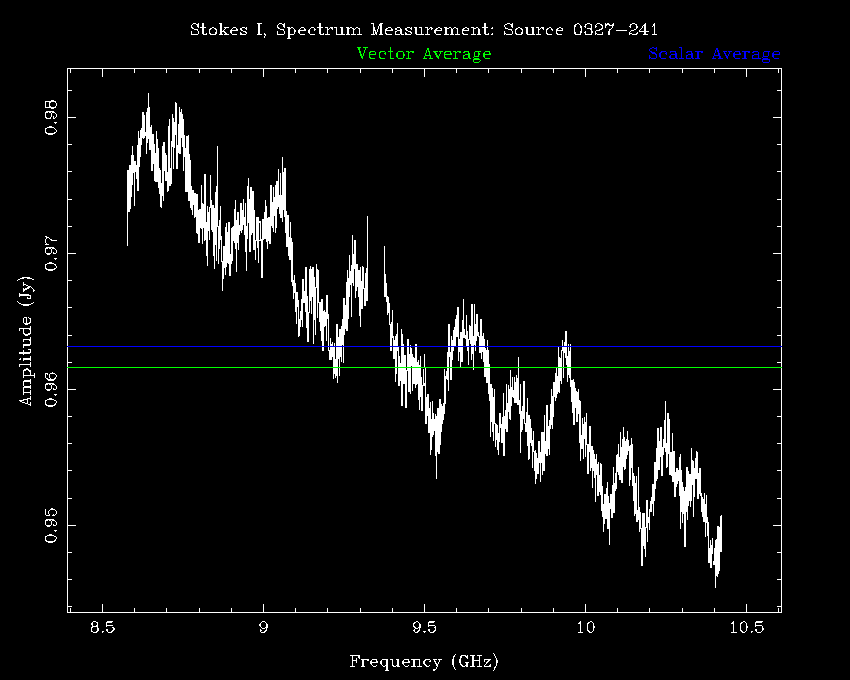 Stokes I, Spectrum Measurement: Source 0327-241
Vector Average Scalar Average
0.98
0.97
0.96
0.95
Amplitude (Jy)
8.5 9 9.5 10 10.5
Frequency (GHz)